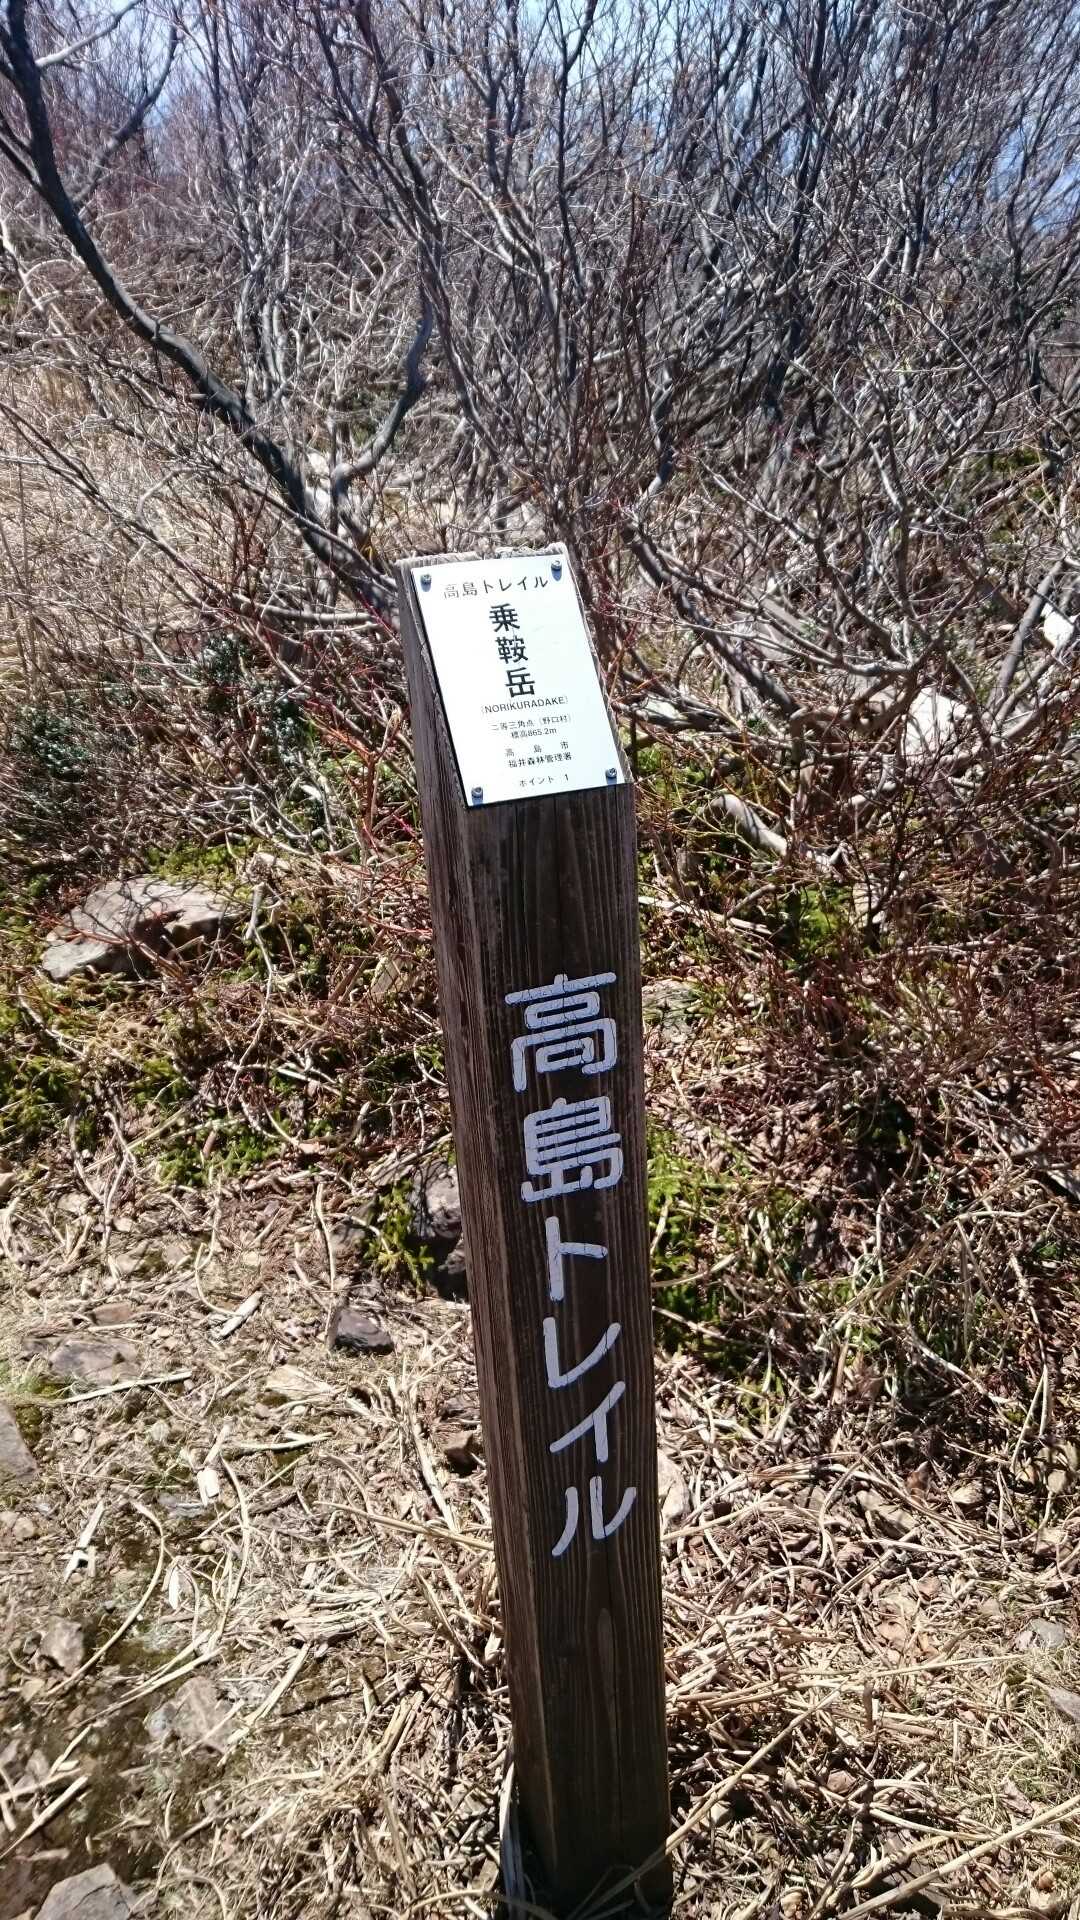 高島トレイル
乗鞍岳
(NORIKURADAKE)
二等三角点（野口村）
標高865.2m
高島市
福井森林管理署
ポイント 1
高島トレイル